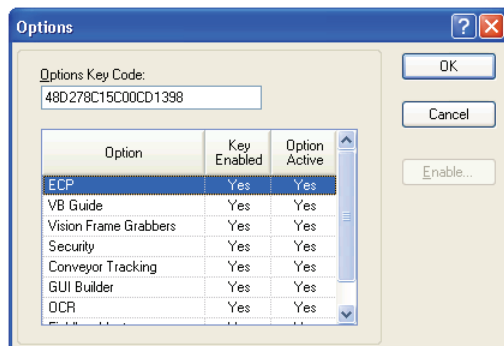 Options
Options Key Code:
48D278C15C00CD1398
OK
Cancel
Enable...
Option Key Enabled Option Active
ECP Yes Yes
VB Guide Yes Yes
Vision Frame Grabbers Yes Yes
Security Yes Yes
Conveyor Tracking Yes Yes
GUI Builder Yes Yes
OCR Yes Yes